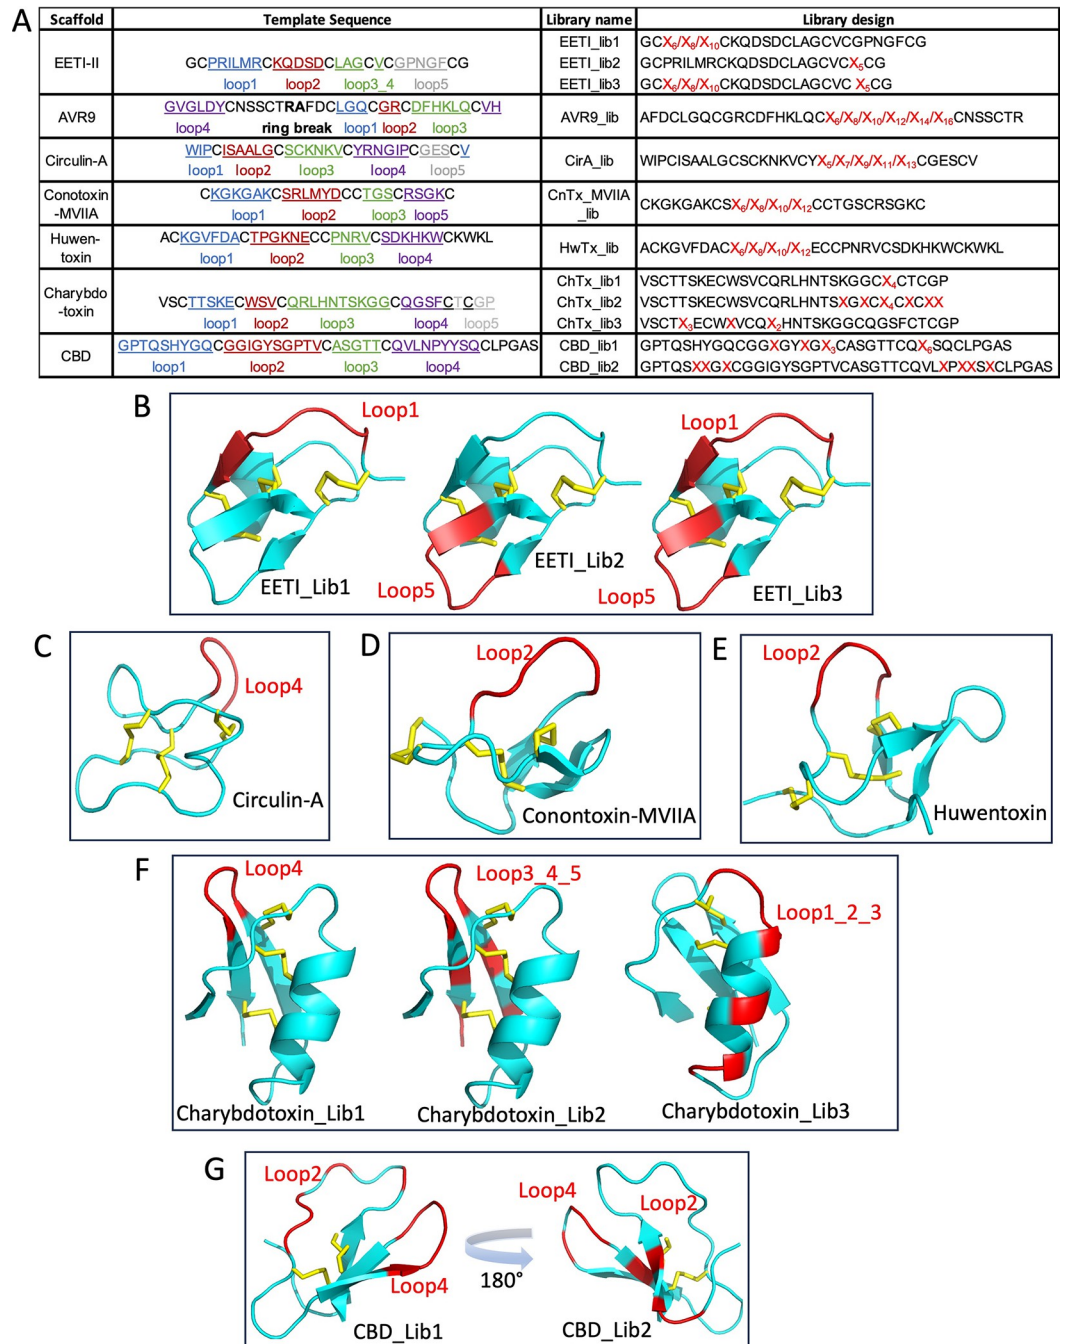 A
Scaffold Template Sequence Library name Library design
EETI-II GCPRILMRCKQDSDCLAGCVCGPNGFCG
loop1 loop2 loop3_4 loop5
EETI_lib1 GCX6/X8/X10CKQDSDCLAGCVCGPNGFCG
EETI_lib2 GCPRILMRCKQDSDCLAGCVCX5CG
EETI_lib3 GCX6/X8/X10CKQDSDCLAGCVC X5CG
AVR9 GVGLDYCNSSCTRAFDCLGQCGRCDFHKLQCVH
loop4 ring break loop1 loop2 loop3
AVR9_lib AFDCLGQCGRCDFHKLQCX6/X8/X10/X12/X14/X16CNSSCTR
Circulin-A WIPCISAALGCSCKNKVCYRNGIPCGESCV
loop1 loop2 loop3 loop4 loop5
CirA_lib WIPCISAALGCSCKNKVCYX5/X7/X9/X11/X13CGESCV
Conotoxin
-MVIIA
CKGKGAKCSRLMYDCCTGSCRSGKC
loop1 loop2 loop3 loop5
CnTx_MVIIA
_lib
CKGKGAKCSX6/X8/X10/X12CCTGSCRSGKC
Huwen-
toxin
ACKGVFDACTPGKNECCPNRVCSDKHKWCKWKL
loop1 loop2 loop3 loop4
HwTx_lib ACKGVFDACX6/X8/X10/X12ECCPNRVCSDKHKWCKWKL
Charybdo
-toxin
VSCTTSKECWSVCQRLHNTSKGGCQGSFCTCGP
loop1 loop2 loop3 loop4 loop5
ChTx_lib1 VSCTTSKECWSVCQRLHNTSKGGCX4CTCGP
ChTx_lib2 VSCTTSKECWSVCQRLHNTSXGXCX4CXCXX
ChTx_lib3 VSCTX3ECWXVCQX2HNTSKGGCQGSFCTCGP
CBD GPTQSHYGQCGGIGYSGPTVCASGTTCQVLNPYYSQCLPGAS
loop1 loop2 loop3 loop4
CBD_lib1 GPTQSHYGQCGGXGYXGX3CASGTTCQX6SQCLPGAS
CBD_lib2 GPTQSXXGXCGGIGYSGPTVCASGTTCQVLXPXXSXCLPGAS
B
Loop1
EETI_Lib1
Loop5
EETI_Lib2
Loop1
Loop5
EETI_Lib3
C
Loop4
Circulin-A
D
Loop2
Conontoxin-MVIIA
E
Loop2
Huwentoxin
F
Loop4
Charybdotoxin_Lib1
Loop3_4_5
Charybdotoxin_Lib2
Loop1_2_3
Charybdotoxin_Lib3
G
Loop2
Loop4
CBD_Lib1
180°
Loop4
Loop2
CBD_Lib2